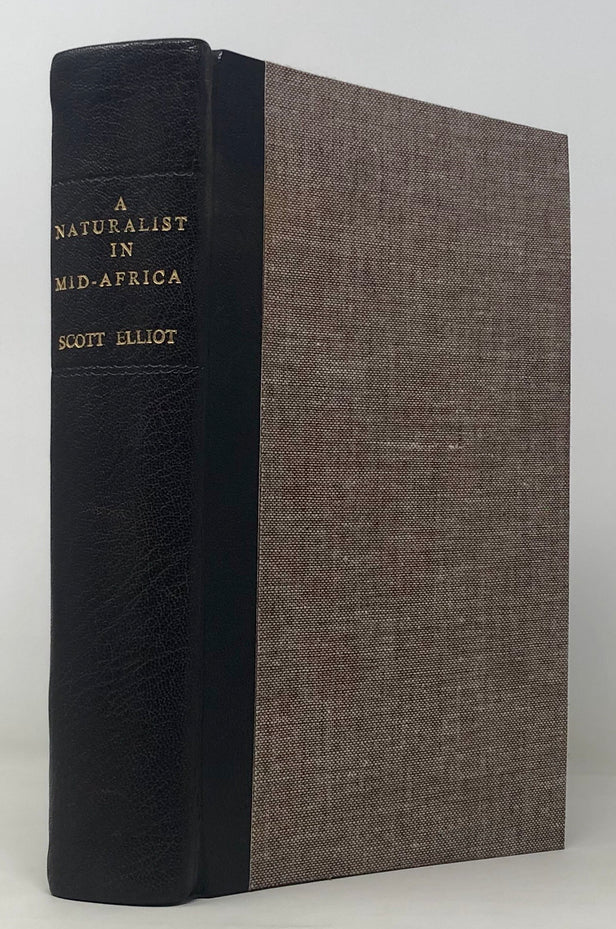 A
NATURALIST
IN
MID-AFRICA
SCOTT ELLIOT